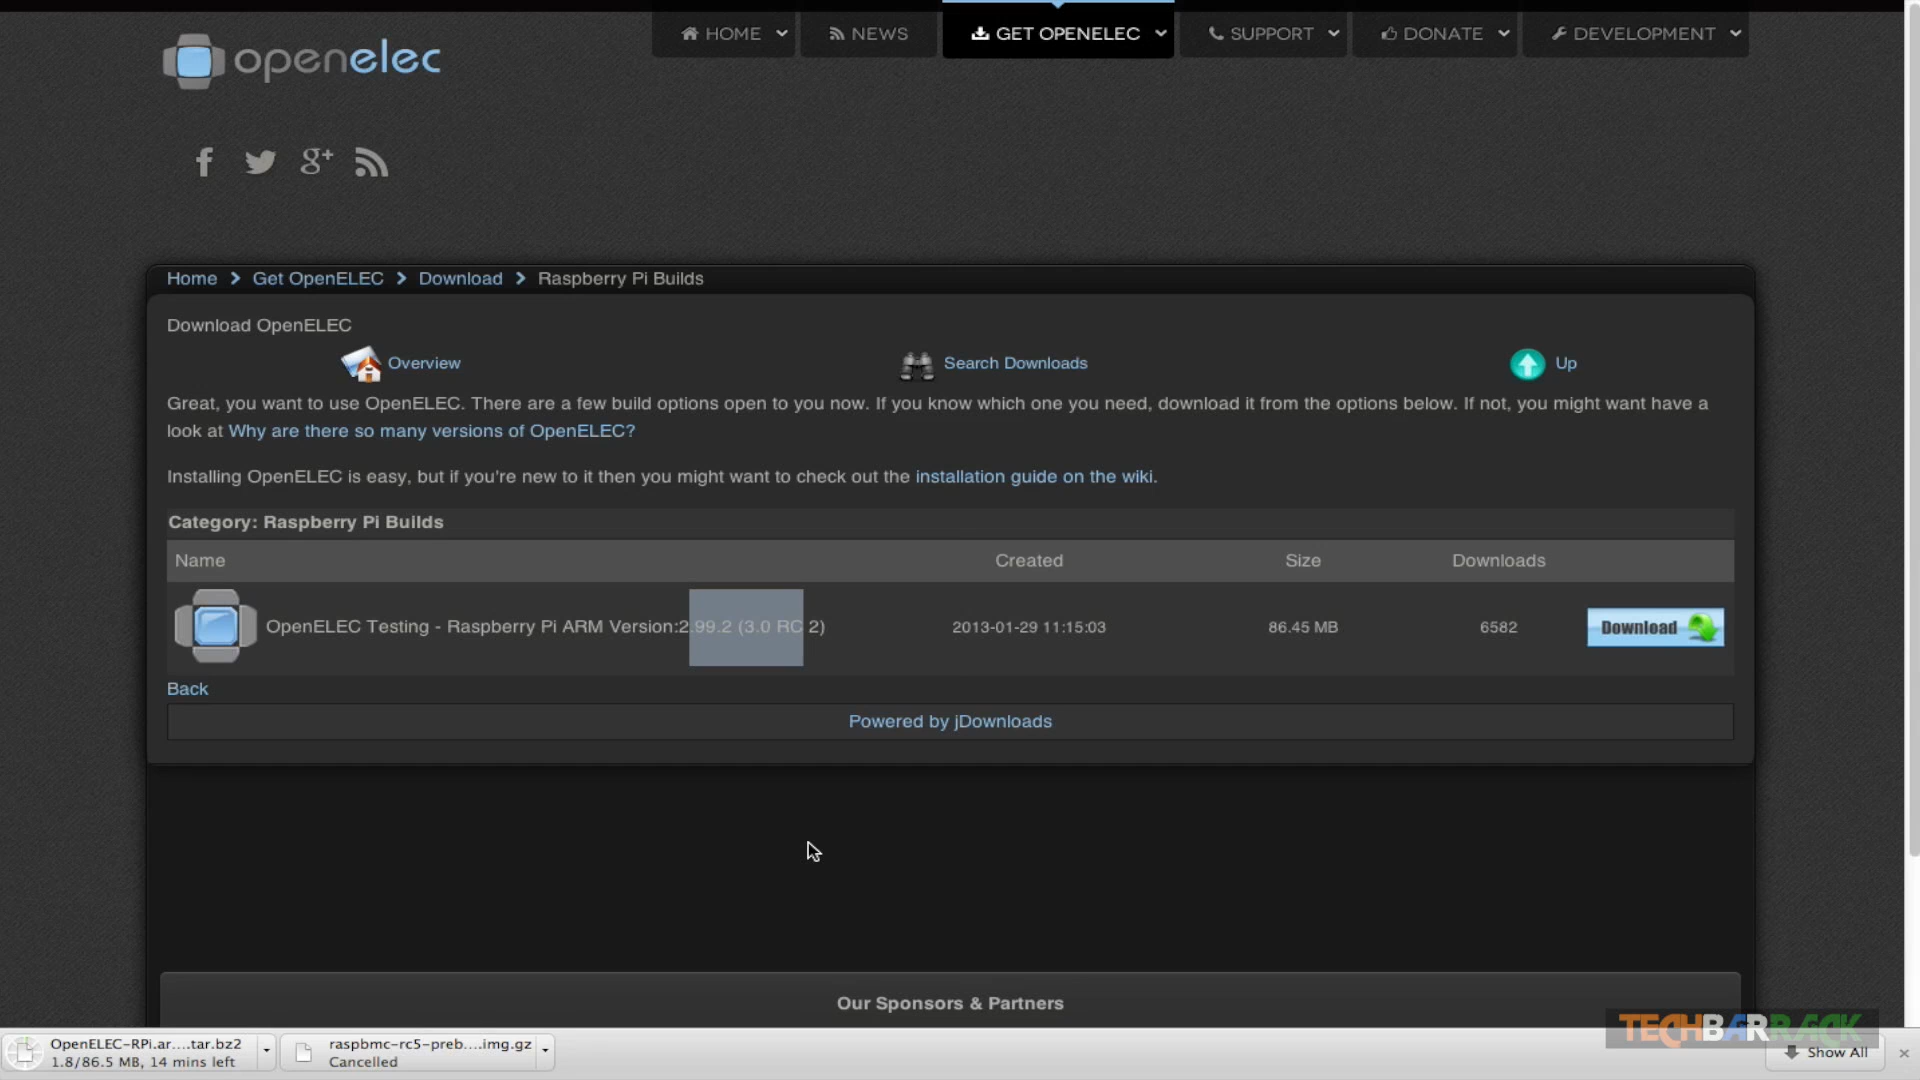 openelec
HOME
NEWS
GET OPENELEC
SUPPORT
DONATE
DEVELOPMENT
Home > Get OpenELEC > Download > Raspberry Pi Builds
Download OpenELEC
Overview
Search Downloads
Up
Great, you want to use OpenELEC. There are a few build options open to you now. If you know which one you need, download it from the options below. If not, you might want have a
look at Why are there so many versions of OpenELEC?
Installing OpenELEC is easy, but if you're new to it then you might want to check out the installation guide on the wiki.
Category: Raspberry Pi Builds
Name Created Size Downloads
OpenELEC Testing - Raspberry Pi ARM Version:2.99.2 (3.0 RC 2) 2013-01-29 11:15:03 86.45 MB 6582 Download
Back
Powered by jDownloads
Our Sponsors & Partners
TECHBARRACK
OpenELEC-RPi.ar....tar.bz2
1.8/86.5 MB, 14 mins left
raspbmc-rc5-preb....img.gz
Cancelled
Show All